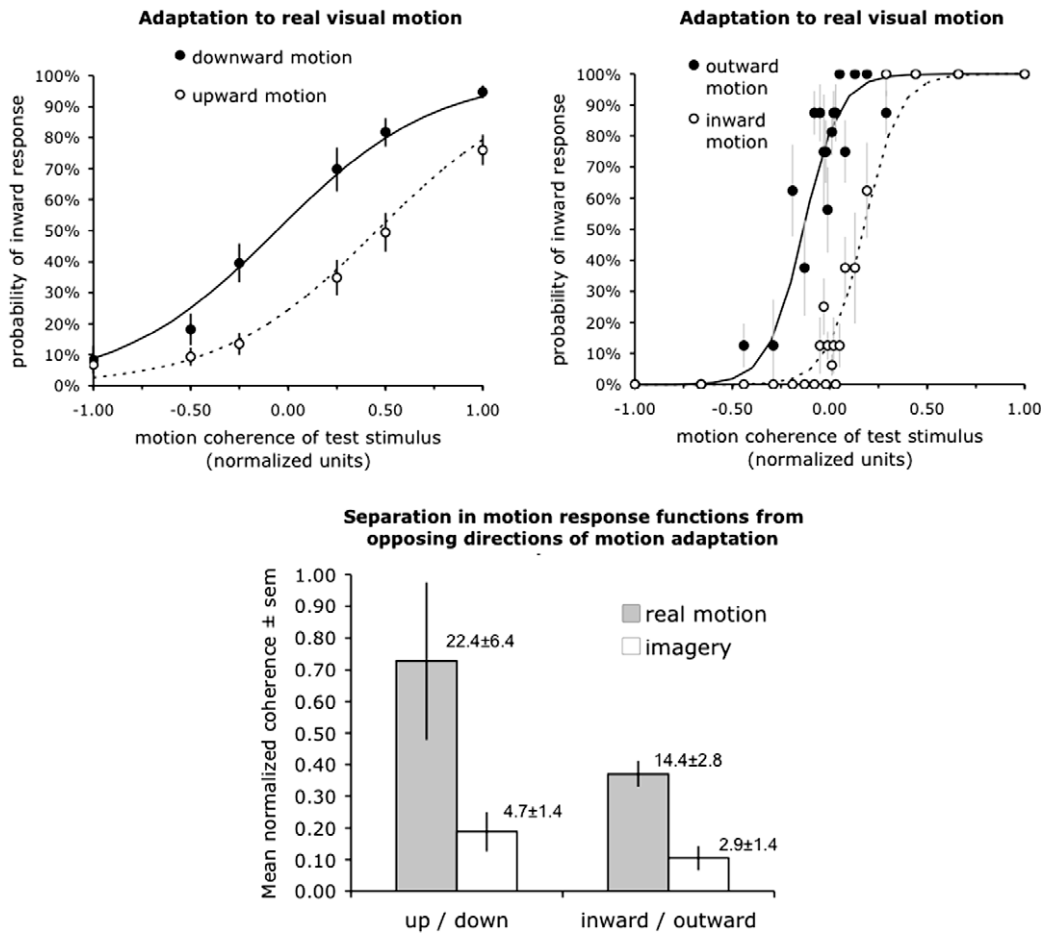 Adaptation to real visual motion
downward motion
upward motion
probability of inward response
100%
90%
80%
70%
60%
50%
40%
30%
20%
10%
0%
-1.00 -0.50 0.00 0.50 1.00
motion coherence of test stimulus
(normalized units)
Adaptation to real visual motion
outward
motion
inward
motion
probability of inward response
100%
90%
80%
70%
60%
50%
40%
30%
20%
10%
0%
-1.00 -0.50 0.00 0.50 1.00
motion coherence of test stimulus
(normalized units)
Separation in motion response functions from
opposing directions of motion adaptation
Mean normalized coherence ± sem
1.00
0.90
0.80
0.70
0.60
0.50
0.40
0.30
0.20
0.10
0.00
real motion
imagery
22.4±6.4
4.7±1.4
14.4±2.8
2.9±1.4
up / down inward / outward